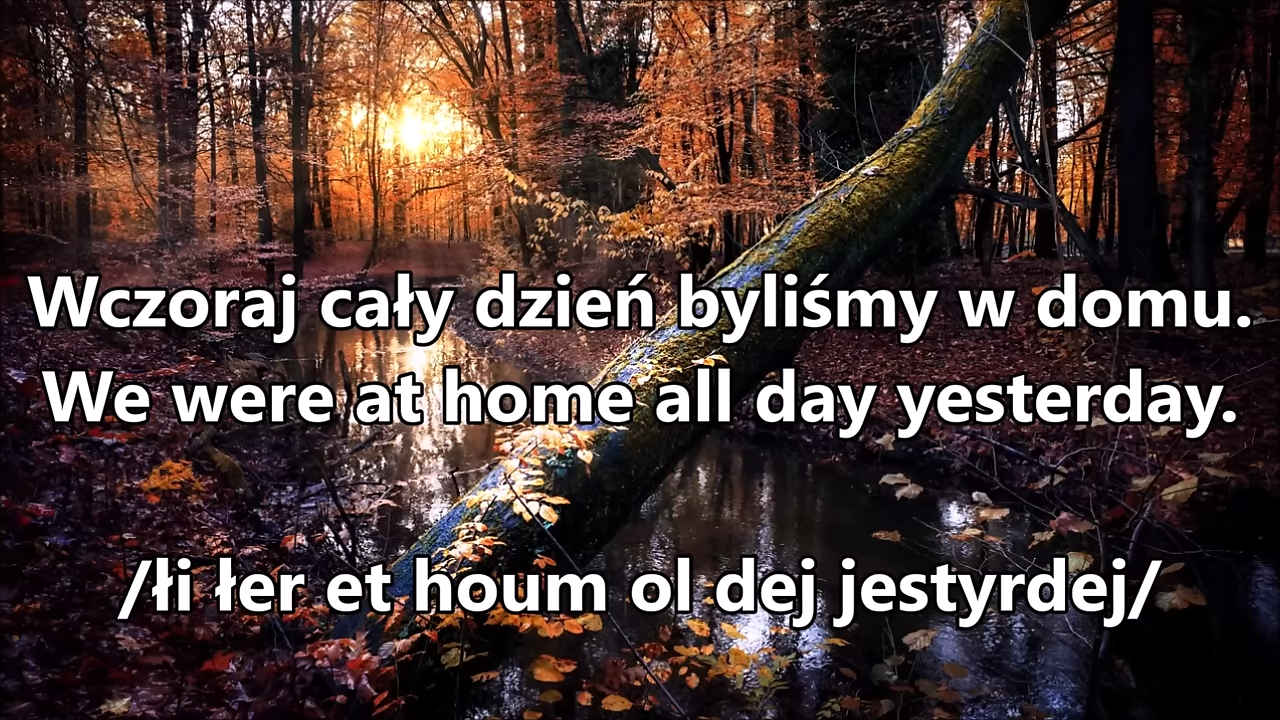 Wczoraj cały dzień byliśmy w domu.
We were at home all day yesterday.
/łi łer et houm ol dej jestyrdej/